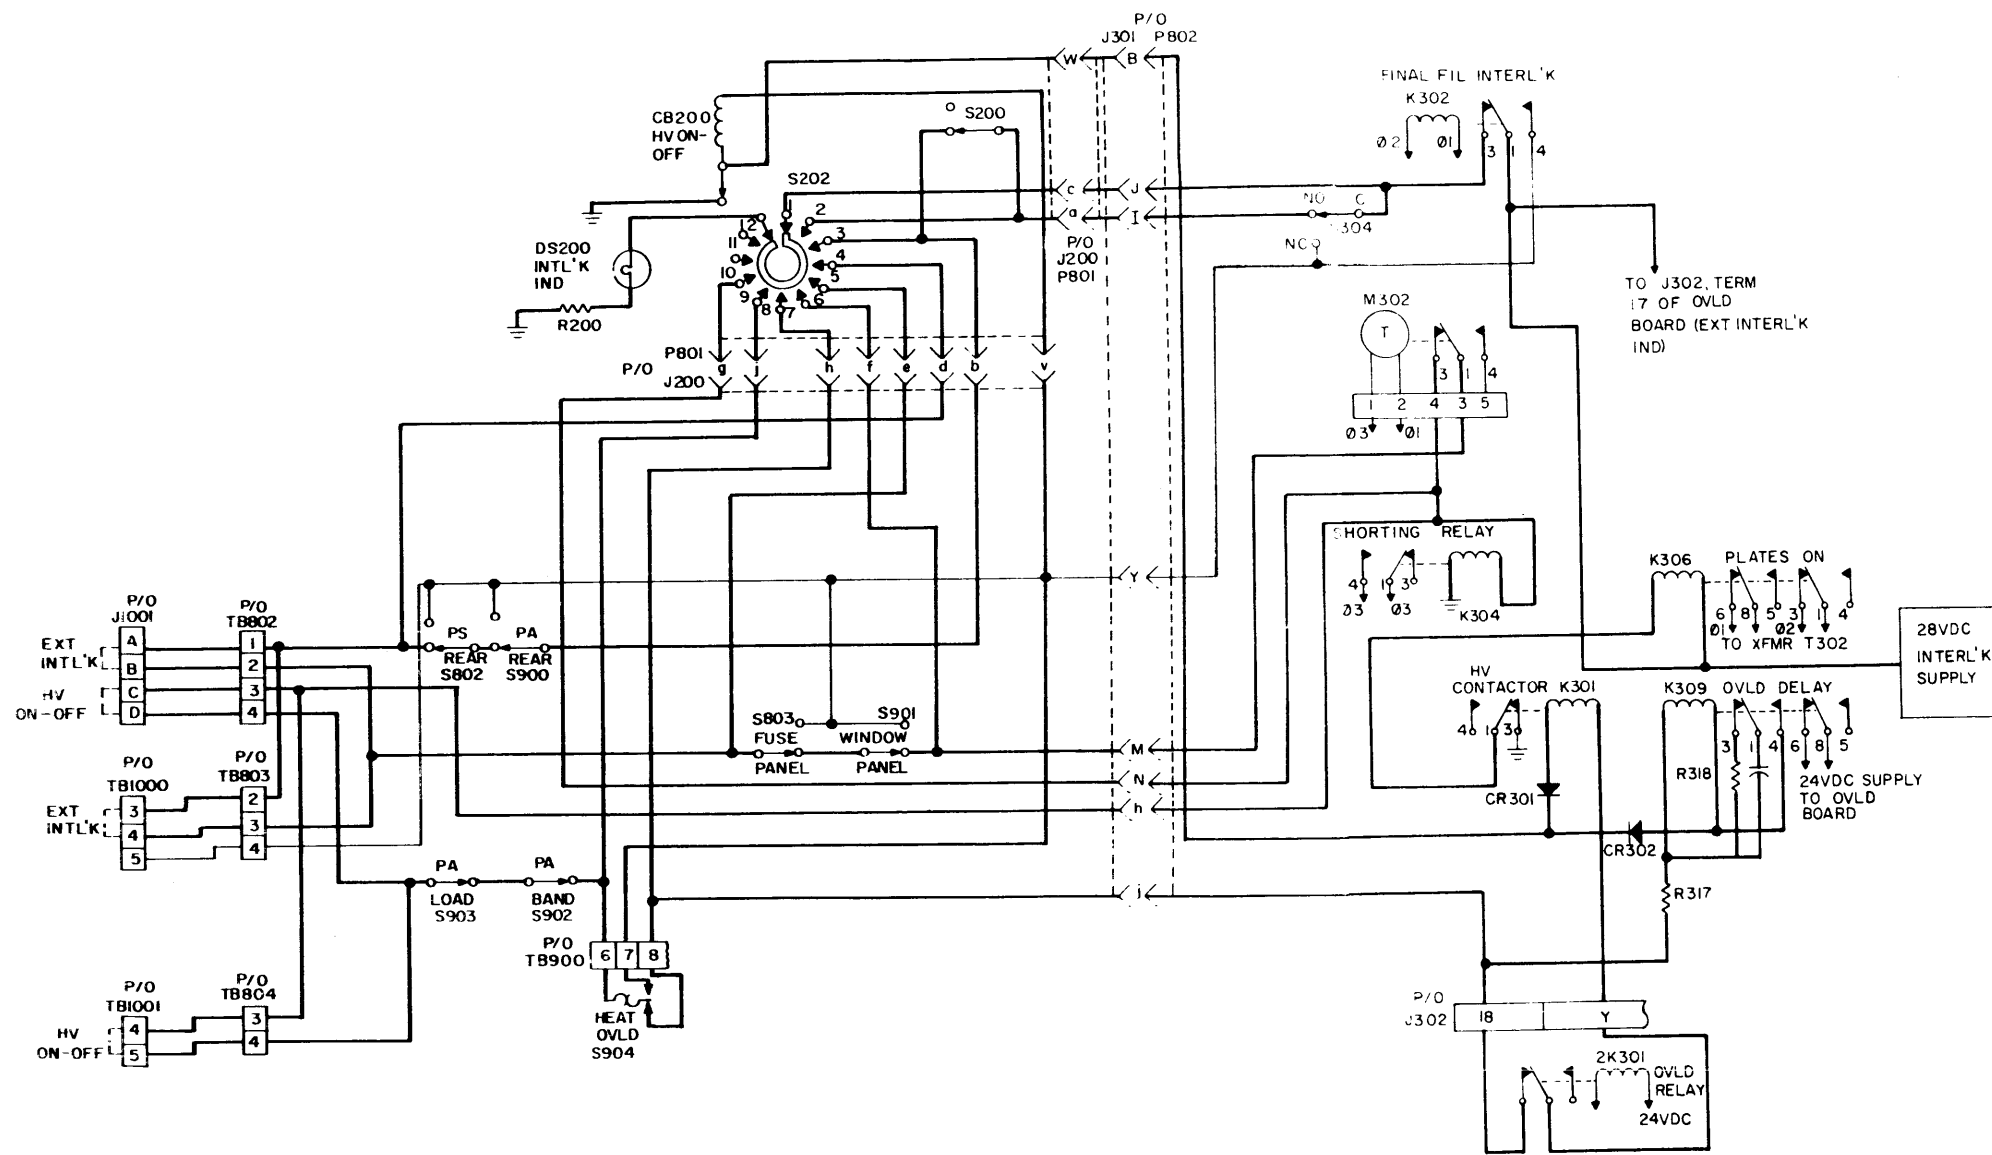 P/O
J301 P802
W B
FINAL FIL INTERL'K
K302
Ø2 Ø1 3 1 4
CB200
HV ON-
OFF
S200
S202
c J
a I
NO C
304
NC
P/O
J200
P801
1 2 3 4 5 6 7 8 9 10 11 12
DS200
INTL'K
IND
C
R200
TO J302, TERM
17 OF OVLD
BOARD (EXT INTERL'K
IND)
M302
T
3 1 4
1 2 4 3 5
Ø3 Ø1
P801
P/O
J200
g j h f e d b v
SHORTING RELAY
4 1 3
Ø3 Ø3
K304
Y
K306 PLATES ON
6 8 5 3 1 4
Ø1 Ø2
TO XFMR T302
28VDC
INTERL'K
SUPPLY
P/O
J1001
A
B
C
D
EXT
INTL'K
HV
ON-OFF
P/O
TB802
1
2
3
4
PS
REAR
S802
PA
REAR
S900
HV
CONTACTOR K301
4 1 3
K309 OVLD DELAY
3 1 4 6 8 5
R318
24VDC SUPPLY
TO OVLD
BOARD
CR301
CR302
R317
S803
FUSE
PANEL
S901
WINDOW
PANEL
M
N
h
P/O
TB1000
3
4
5
EXT
INTL'K
P/O
TB803
2
3
4
PA
LOAD
S903
PA
BAND
S902
P/O
TB900
6 7 8
HEAT
OVLD
S904
P/O
TB1001
4
5
HV
ON-OFF
P/O
TB804
3
4
P/O
J302
18 Y
2K301
OVLD
RELAY
24VDC